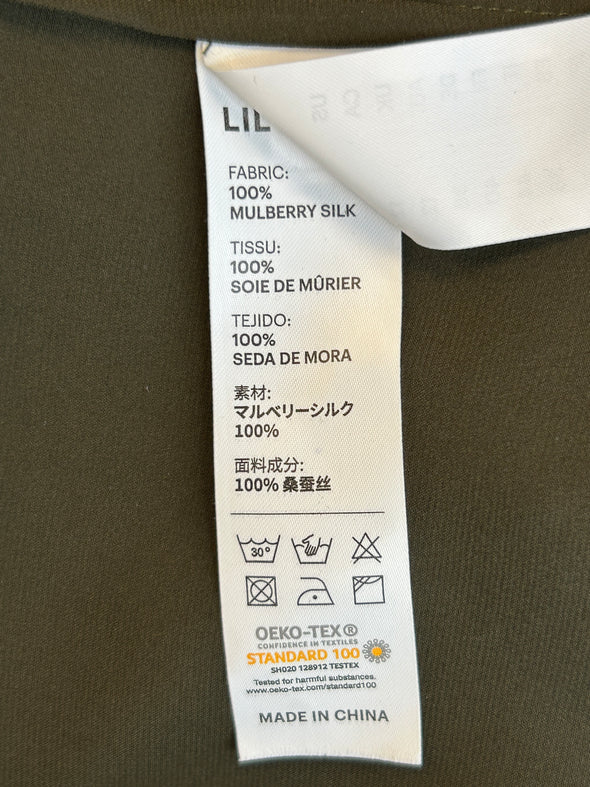 LIL
FABRIC:
100%
MULBERRY SILK
TISSU:
100%
SOIE DE MÛRIER
TEJIDO:
100%
SEDA DE MORA
素材:
マルベリーシルク
100%
面料成分:
100% 桑蚕丝
30°
OEKO-TEX®
CONFIDENCE IN TEXTILES
STANDARD 100
SH020 128912 TESTEX
Tested for harmful substances.
www.oeko-tex.com/standard100
MADE IN CHINA